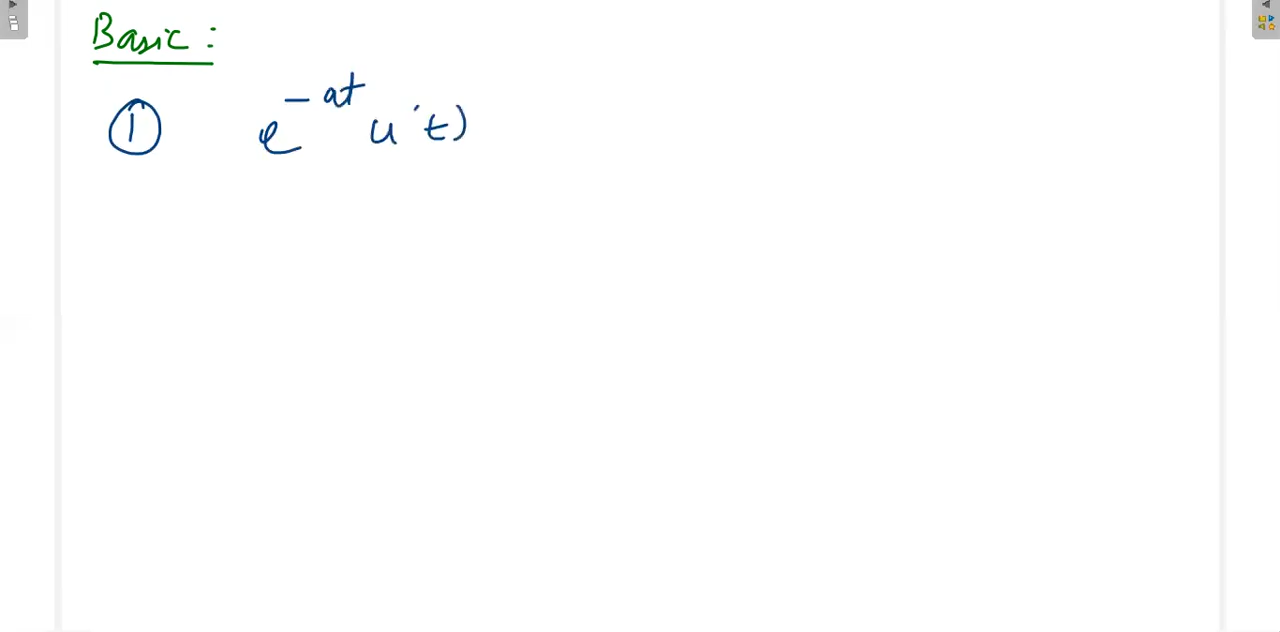 Basic:
① e^{-at} u(t)